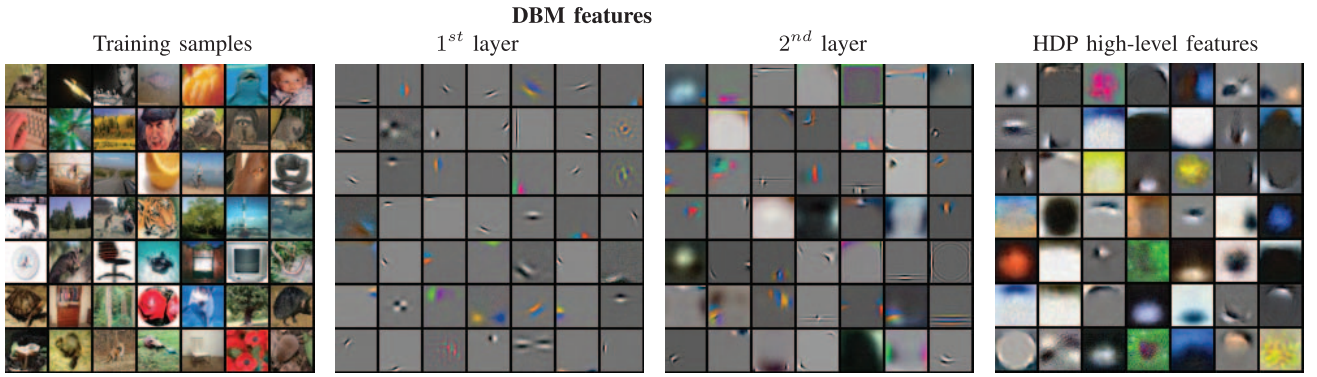 DBM features
Training samples
1st layer
2nd layer
HDP high-level features